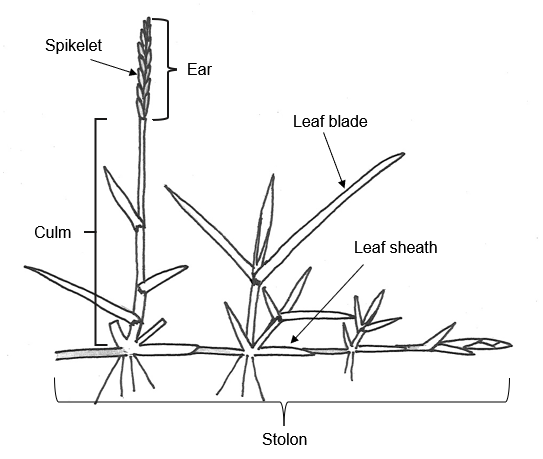 Spikelet
Ear
Leaf blade
Culm
Leaf sheath
Stolon